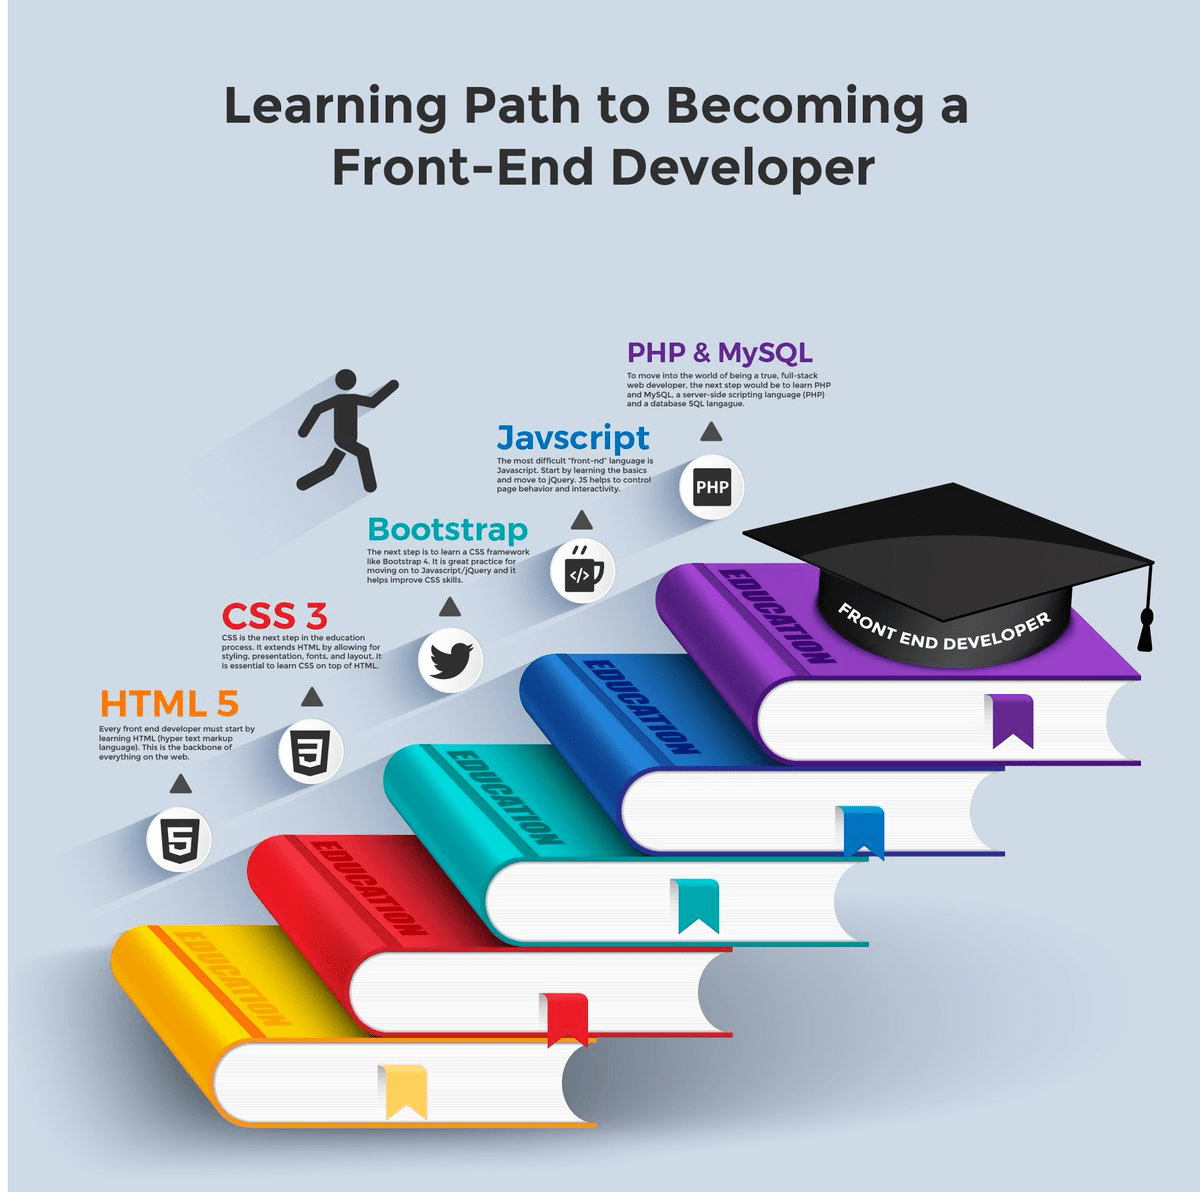 Learning Path to Becoming a
Front-End Developer
PHP & MySQL
To move into the world of being a true, full-stack
web developer, the next step would be to learn PHP
and MySQL, a server-side scripting language (PHP)
and a database SQL langague.
Javscript
The most difficult "front-nd" language is
Javascript. Start by learning the basics
and move to jQuery. JS helps to control
page behavior and interactivity.
PHP
Bootstrap
The next step is to learn a CSS framework
like Bootstrap 4. It is great practice for
moving on to Javascript/jQuery and it
helps improve CSS skills.
</>
CSS 3
CSS is the next step in the education
process. It extends HTML by allowing for
styling, presentation, fonts, and layout. It
is essential to learn CSS on top of HTML.
3
HTML 5
Every front end developer must start by
learning HTML (hyper text markup
language). This is the backbone of
everything on the web.
5
FRONT END DEVELOPER
EDUCATION
EDUCATION
EDUCATION
EDUCATION
EDUCATION